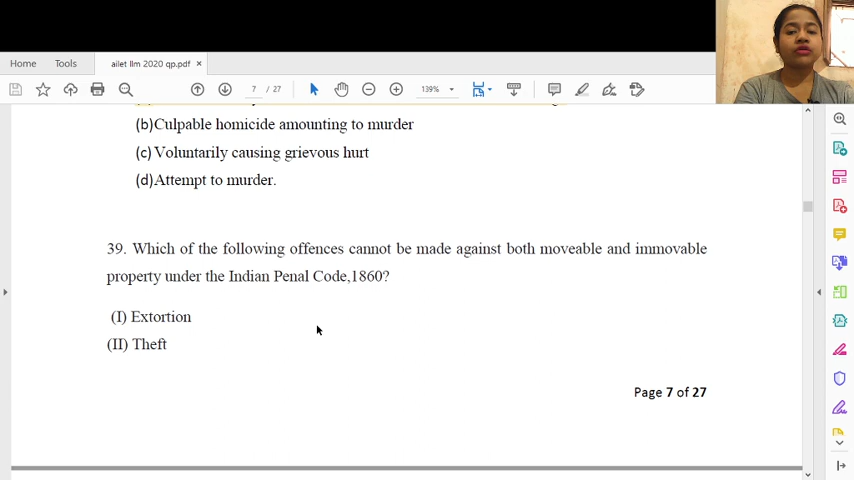 Home
Tools
ailet llm 2020 qp.pdf ×
7 / 27
139%
(b)Culpable homicide amounting to murder
(c) Voluntarily causing grievous hurt
(d)Attempt to murder.
39. Which of the following offences cannot be made against both moveable and immovable
property under the Indian Penal Code,1860?
(I) Extortion
(II) Theft
Page 7 of 27